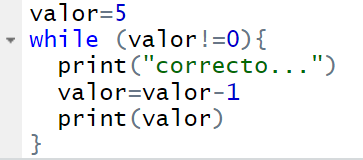 valor=5
while (valor!=0){
  print("correcto...")
  valor=valor-1
  print(valor)
}